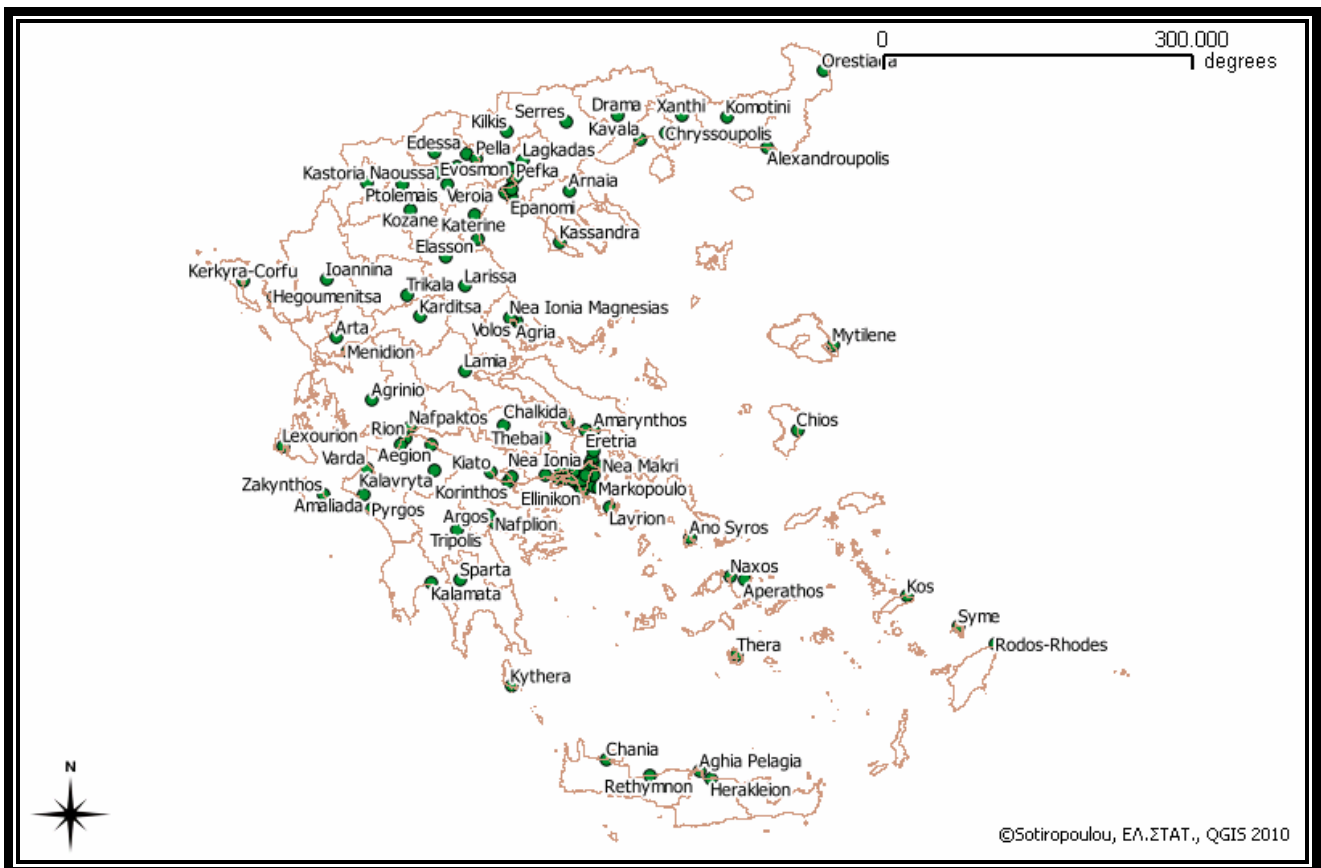 0 300.000
degrees
Orestiada
Drama Xanthi Komotini
Serres
Kilkis Kavala Chryssoupolis
Edessa Pella Lagkadas Alexandroupolis
Kastoria Naoussa Evosmon Pefka
Ptolemais Veroia Arnaia
Epanomi
Kozane Katerine
Kassandra
Elasson
Kerkyra-Corfu Ioannina
Larissa
Hegoumenitsa Trikala
Karditsa Nea Ionia Magnesias
Arta Volos Agria
Mytilene
Menidion
Lamia
Agrinio
Nafpaktos Chalkida Amarynthos
Chios
Lexourion Rion Thebai Eretria
Varda Aegion Kiato Nea Ionia Nea Makri
Zakynthos Kalavryta Korinthos Ellinikon Markopoulo
Amaliada Pyrgos
Argos Nafplion Lavrion
Ano Syros
Tripolis
Sparta Naxos
Kalamata Aperathos Kos
Syme
Thera Rodos-Rhodes
Kythera
Chania Aghia Pelagia
Rethymnon Herakleion
N
©Sotiropoulou, ΕΛ.ΣΤΑΤ., QGIS 2010